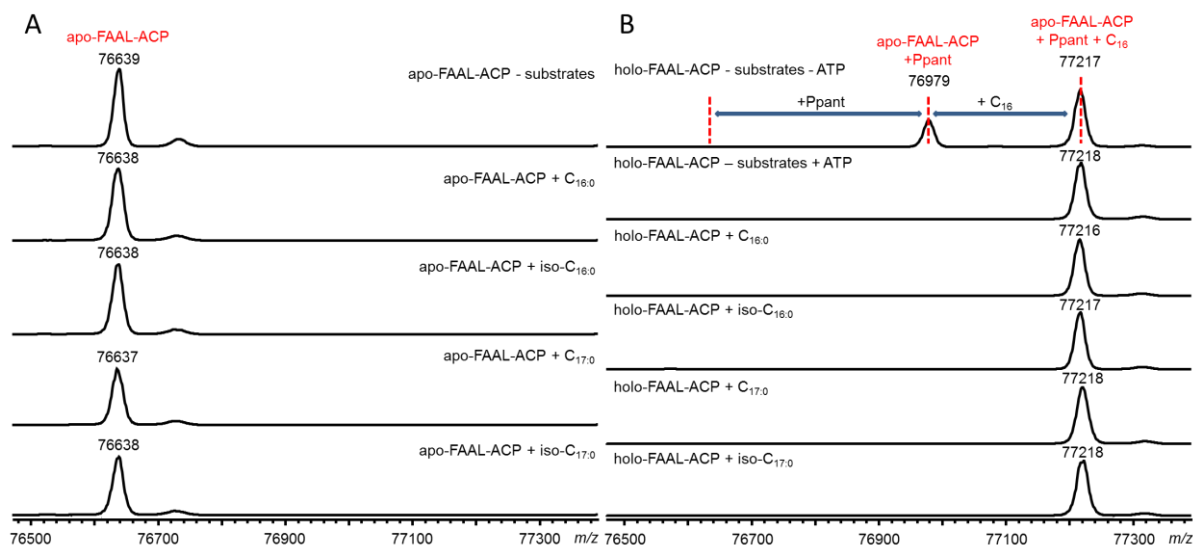 A
apo-FAAL-ACP
76639
apo-FAAL-ACP - substrates
76638
apo-FAAL-ACP + C16:0
76638
apo-FAAL-ACP + iso-C16:0
76637
apo-FAAL-ACP + C17:0
76638
apo-FAAL-ACP + iso-C17:0
76500 76700 76900 77100 77300 m/z
B
apo-FAAL-ACP
+ Ppant + C16
apo-FAAL-ACP
+Ppant
77217
holo-FAAL-ACP - substrates - ATP
76979
+Ppant
+ C16
holo-FAAL-ACP – substrates + ATP
77218
holo-FAAL-ACP + C16:0
77216
holo-FAAL-ACP + iso-C16:0
77217
holo-FAAL-ACP + C17:0
77218
holo-FAAL-ACP + iso-C17:0
77218
76500 76700 76900 77100 77300 m/z